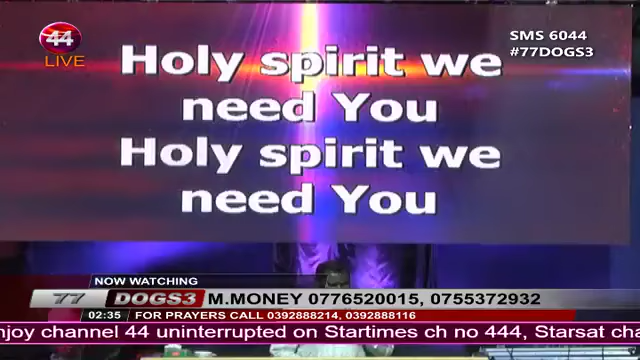 44
LIVE
SMS 6044
#77DOGS3
Holy spirit we
need You
Holy spirit we
need You
NOW WATCHING
77 DOGS3 M.MONEY 0776520015, 0755372932
02:35 FOR PRAYERS CALL 0392888214, 0392888116
njoy channel 44 uninterrupted on Startimes ch no 444, Starsat cha